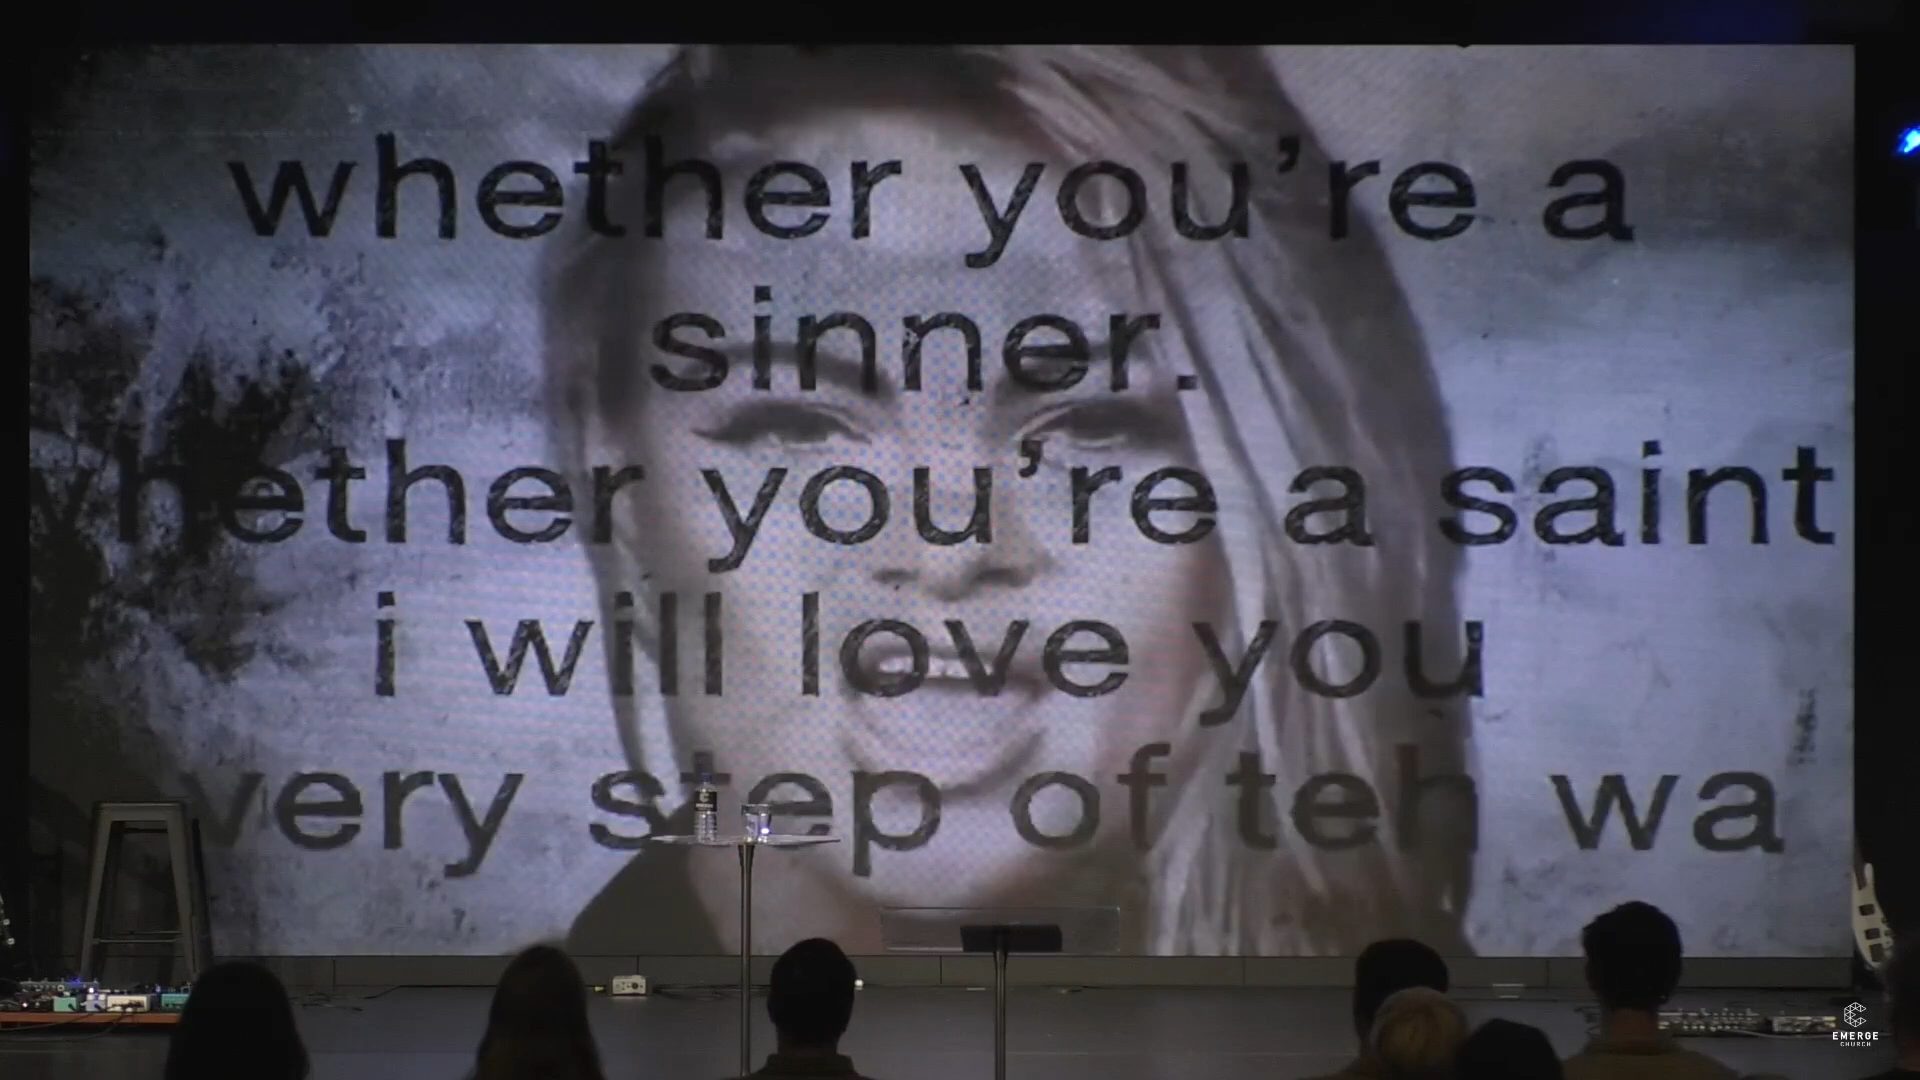 whether you're a
sinner.
hether you're a saint
i will love you
very step of teh wa
EMERGE
CHURCH